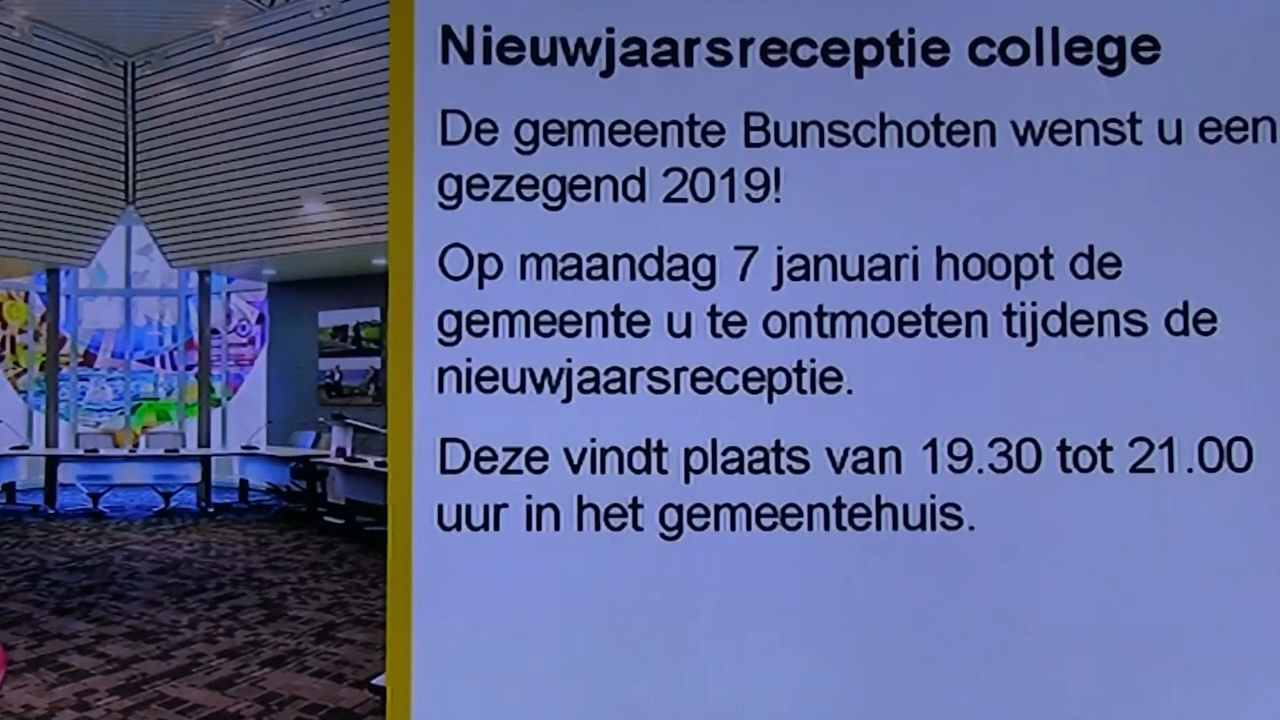 Nieuwjaarsreceptie college
De gemeente Bunschoten wenst u een
gezegend 2019!
Op maandag 7 januari hoopt de
gemeente u te ontmoeten tijdens de
nieuwjaarsreceptie.
Deze vindt plaats van 19.30 tot 21.00
uur in het gemeentehuis.